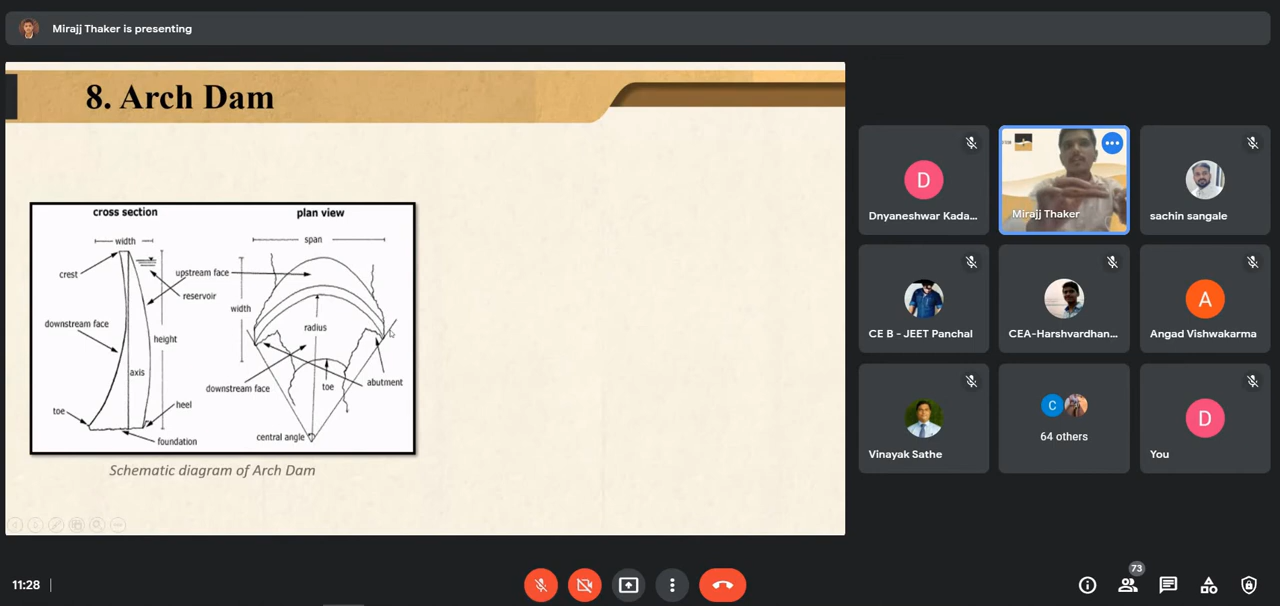 Mirajj Thaker is presenting
8. Arch Dam
cross section
plan view
width
span
crest
upstream face
reservoir
width
downstream face
radius
height
axis
downstream face
toe
abutment
toe
heel
foundation
central angle
Schematic diagram of Arch Dam
D
Dnyaneshwar Kada...
Mirajj Thaker
sachin sangale
CE B - JEET Panchal
CEA-Harshvardhan...
A
Angad Vishwakarma
Vinayak Sathe
C
64 others
D
You
11:28
73